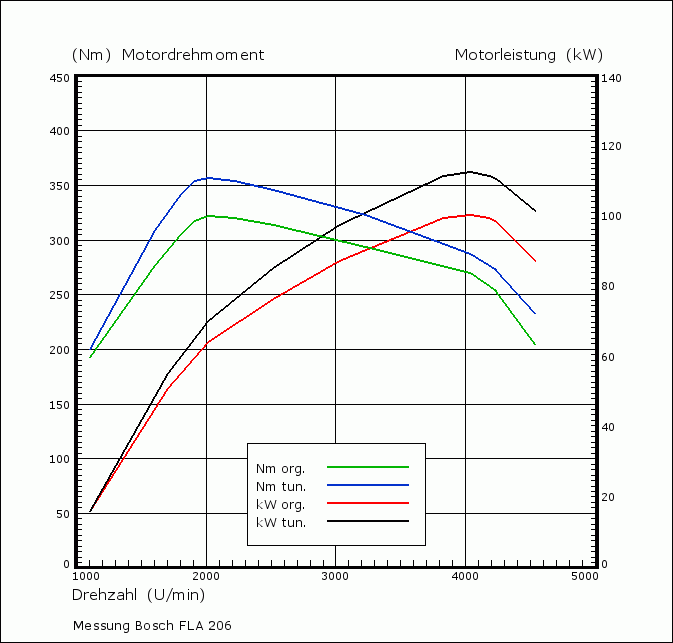 (Nm) Motordrehmoment Motorleistung (kW)
450 140
400 120
350 100
300
250 80
200 60
150 40
100 20
50
0 0
1000 2000 3000 4000 5000
Nm org.
Nm tun.
kW org.
kW tun.
Drehzahl (U/min)
Messung Bosch FLA 206